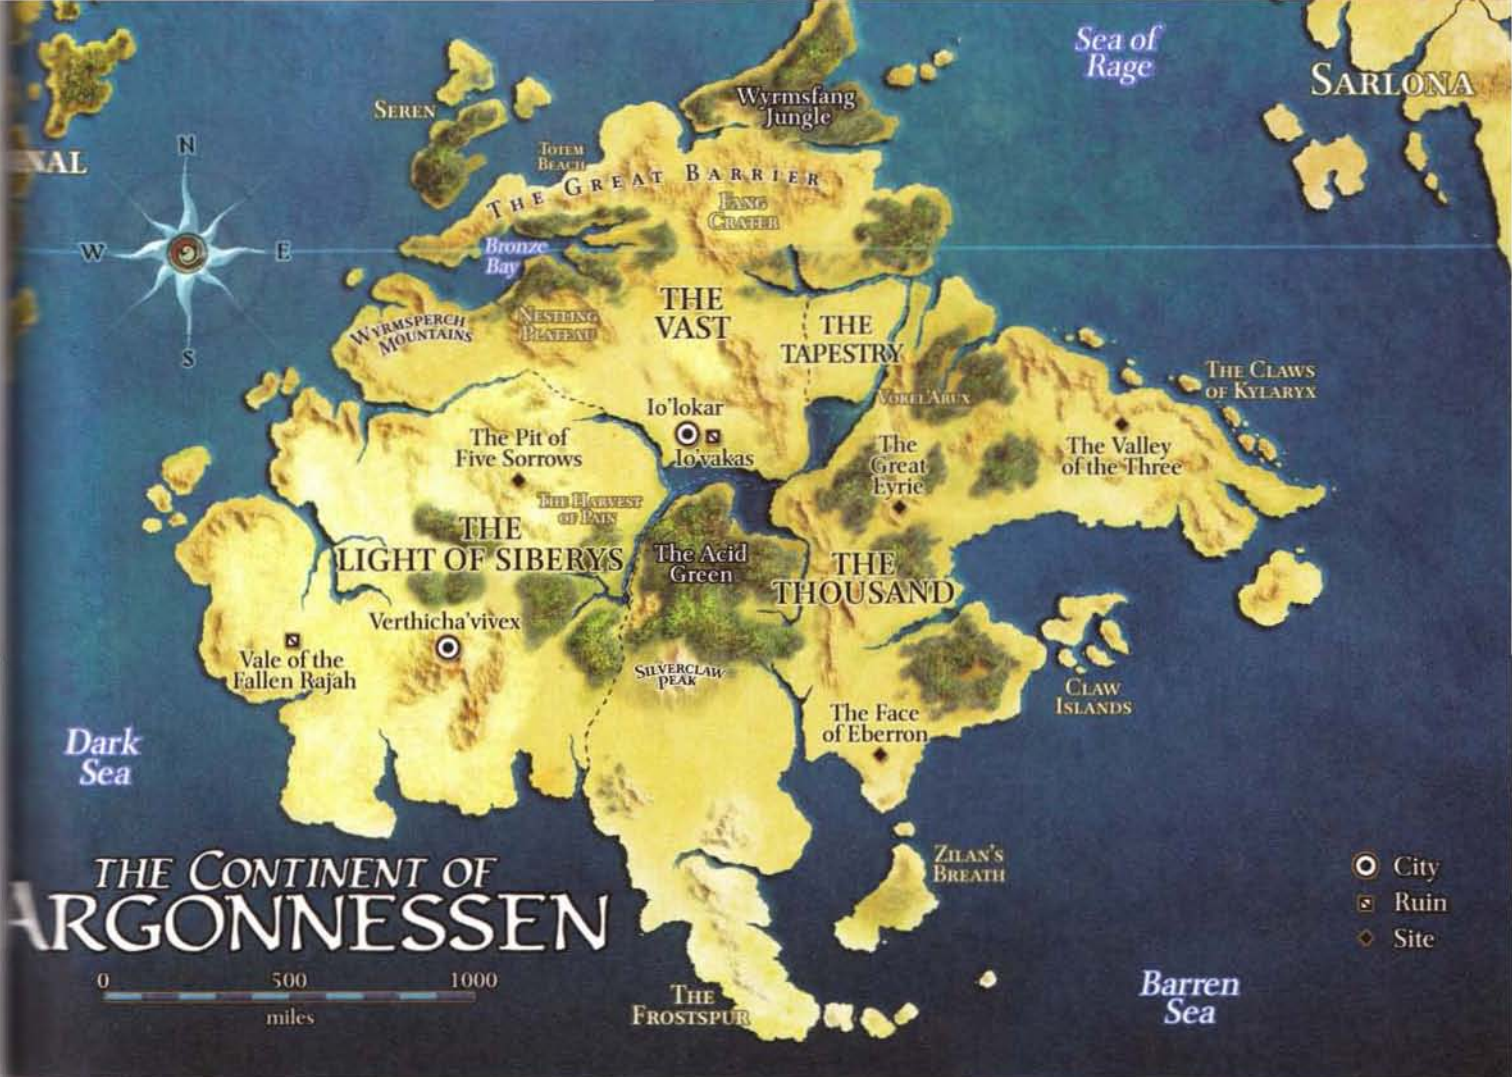 Sea of
Rage
SARLONA
SEREN
Wyrmsfang
Jungle
TOTEM
BEACH
THE GREAT BARRIER
FANG
CRATER
N
W
E
S
Bronze
Bay
WYRMSPERCH
MOUNTAINS
NESTLING
PLATEAU
THE
VAST
THE
TAPESTRY
VOREL'ARUX
THE CLAWS
OF KYLARYX
Io'lokar
Io'vakas
The Pit of
Five Sorrows
THE HARVEST
OF PAIN
The
Great
Eyrie
The Valley
of the Three
THE
LIGHT OF SIBERYS
The Acid
Green
THE
THOUSAND
Verthicha'vivex
Vale of the
Fallen Rajah
SILVERCLAW
PEAK
CLAW
ISLANDS
The Face
of Eberron
Dark
Sea
ZILAN'S
BREATH
THE CONTINENT OF
ARGONNESSEN
0 500 1000
miles
THE
FROSTSPUR
Barren
Sea
City
Ruin
Site